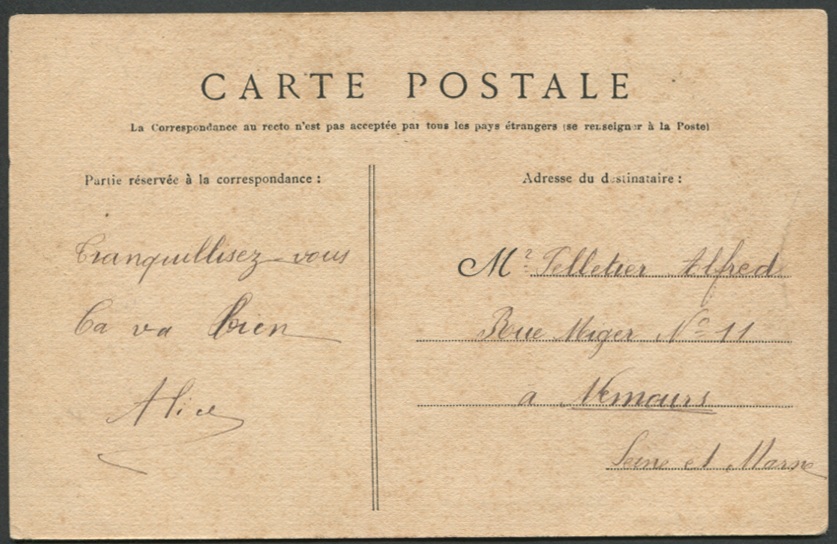 CARTE POSTALE
La Correspondance au recto n'est pas acceptée par tous les pays étrangers (se renseigner à la Poste)
Partie réservée à la correspondance :
Tranquillisez-vous
Ca va bien
Alice
Adresse du destinataire :
Mr Pelletier Alfred
Rue Niger No 11
a Nemours
Seine et Marne